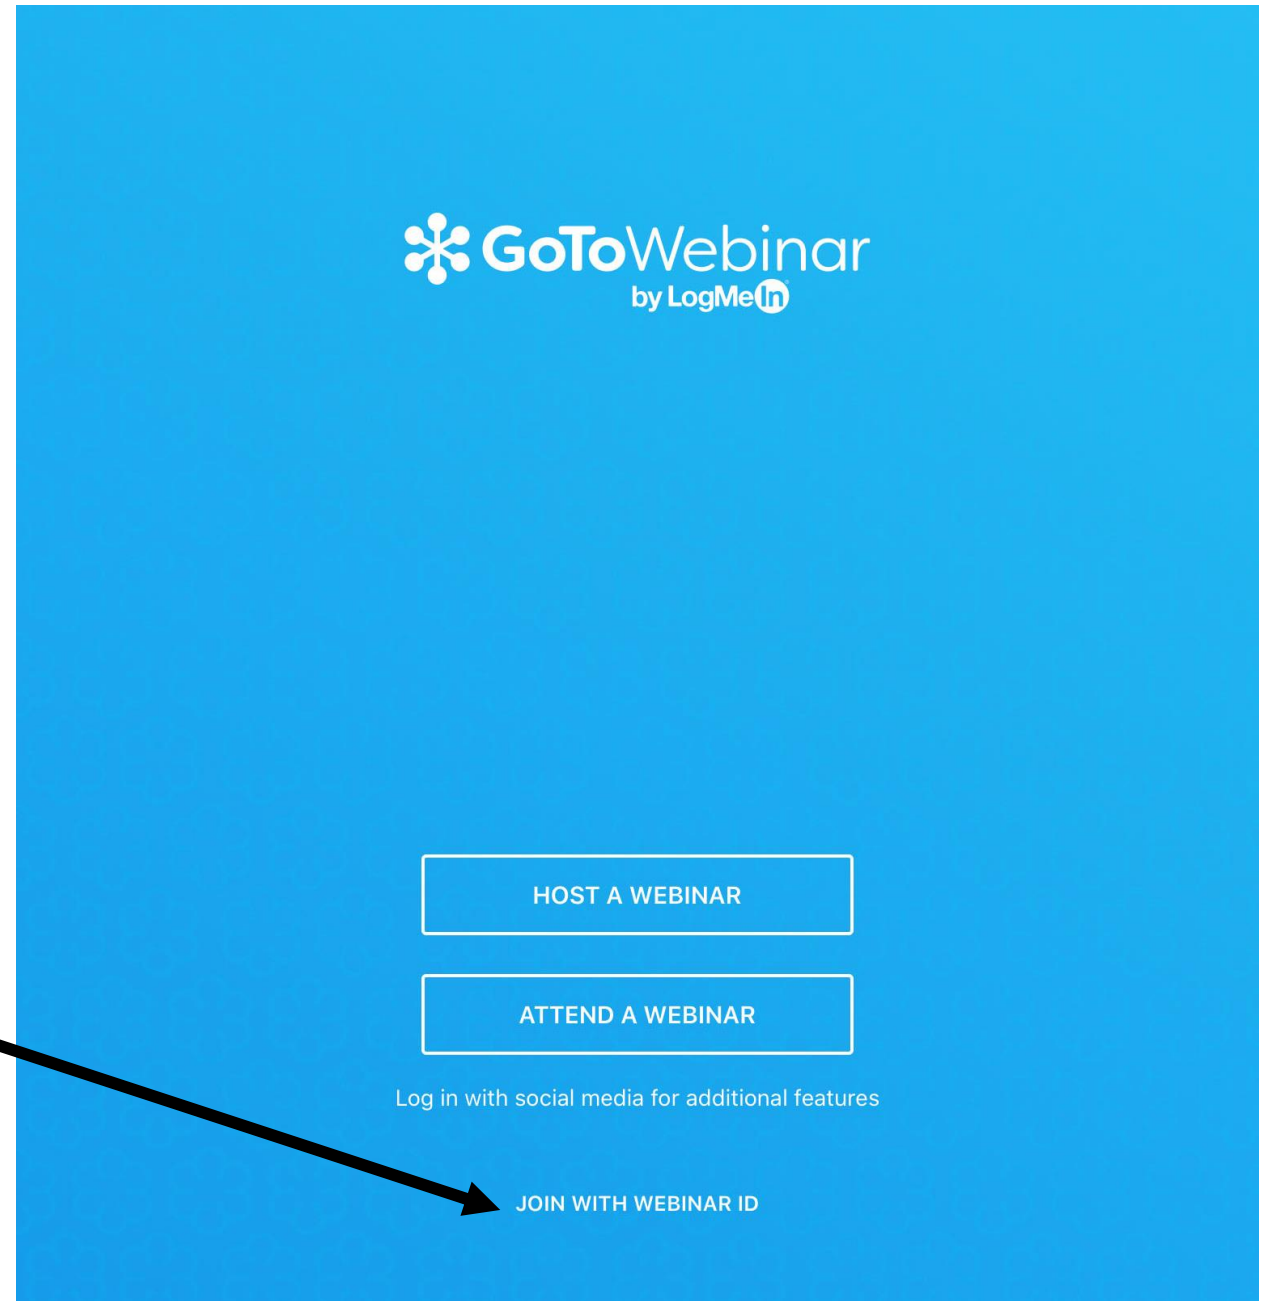 GoToWebinar
by LogMeIn
HOST A WEBINAR
ATTEND A WEBINAR
Log in with social media for additional features
JOIN WITH WEBINAR ID